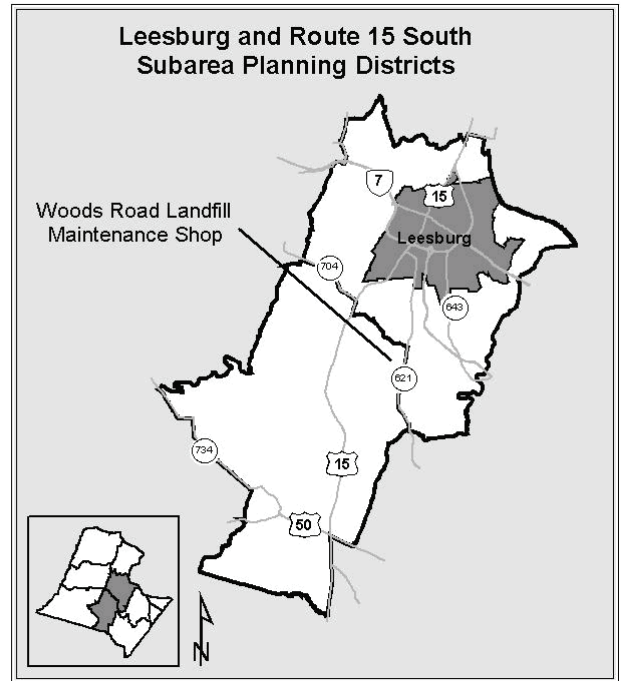 Leesburg and Route 15 South
Subarea Planning Districts
7
15
Woods Road Landfill
Maintenance Shop
Leesburg
704
643
621
734
15
50
N